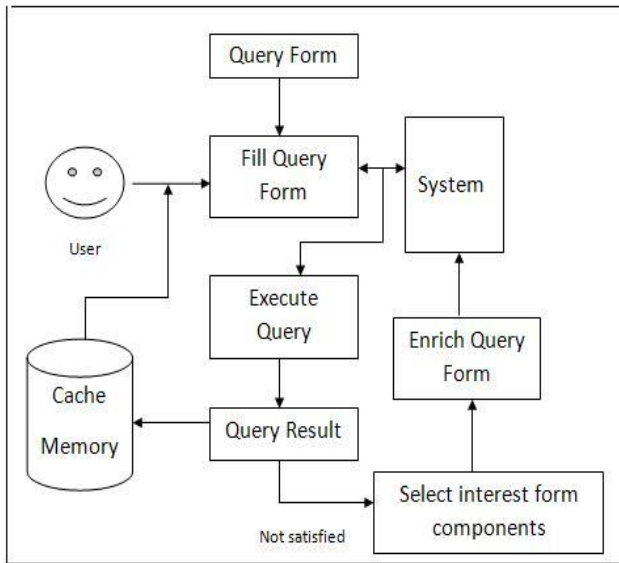 Query Form
Fill Query
Form
System
User
Execute
Query
Enrich Query
Form
Cache
Memory
Query Result
Select interest form
components
Not satisfied